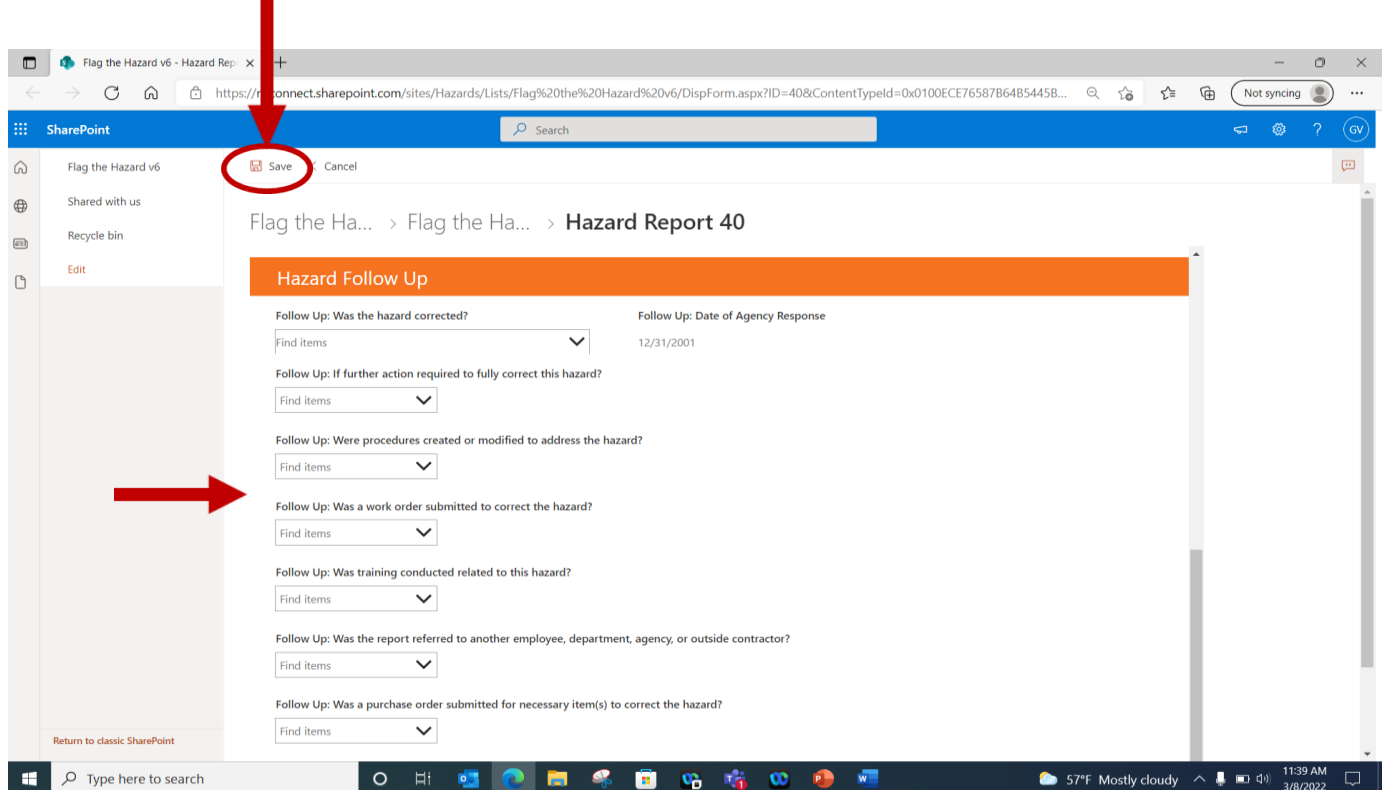 Flag the Hazard v6 - Hazard Rep
connect.sharepoint.com/sites/Hazards/Lists/Flag%20the%20Hazard%20v6/DispForm.aspx?ID=40&ContentTypeId=0x0100ECE76587B64B5445B...
Not syncing
SharePoint
Search
GV
Flag the Hazard v6
Save
Cancel
Shared with us
Recycle bin
Edit
Flag the Ha... > Flag the Ha... > Hazard Report 40
Hazard Follow Up
Follow Up: Was the hazard corrected?
Follow Up: Date of Agency Response
Find items
12/31/2001
Follow Up: If further action required to fully correct this hazard?
Find items
Follow Up: Were procedures created or modified to address the hazard?
Find items
Follow Up: Was a work order submitted to correct the hazard?
Find items
Follow Up: Was training conducted related to this hazard?
Find items
Follow Up: Was the report referred to another employee, department, agency, or outside contractor?
Find items
Follow Up: Was a purchase order submitted for necessary item(s) to correct the hazard?
Find items
Return to classic SharePoint
Type here to search
57°F Mostly cloudy
11:39 AM
3/8/2022